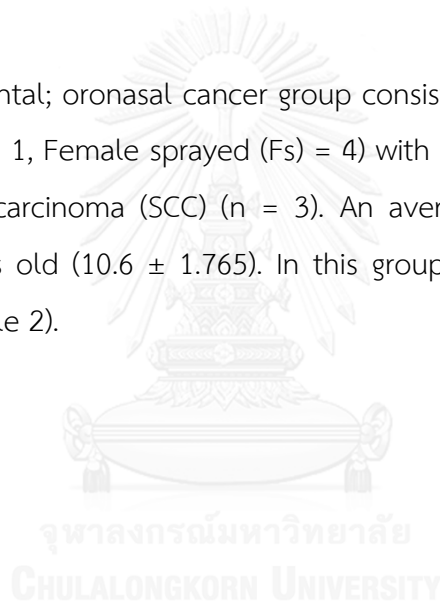 ntal; oronasal cancer group consis
1, Female sprayed (Fs) = 4) with
carcinoma (SCC) (n = 3). An aver
s old (10.6 ± 1.765). In this group
le 2).
จุฬาลงกรณ์มหาวิทยาลัย
CHULALONGKORN UNIVERSITY